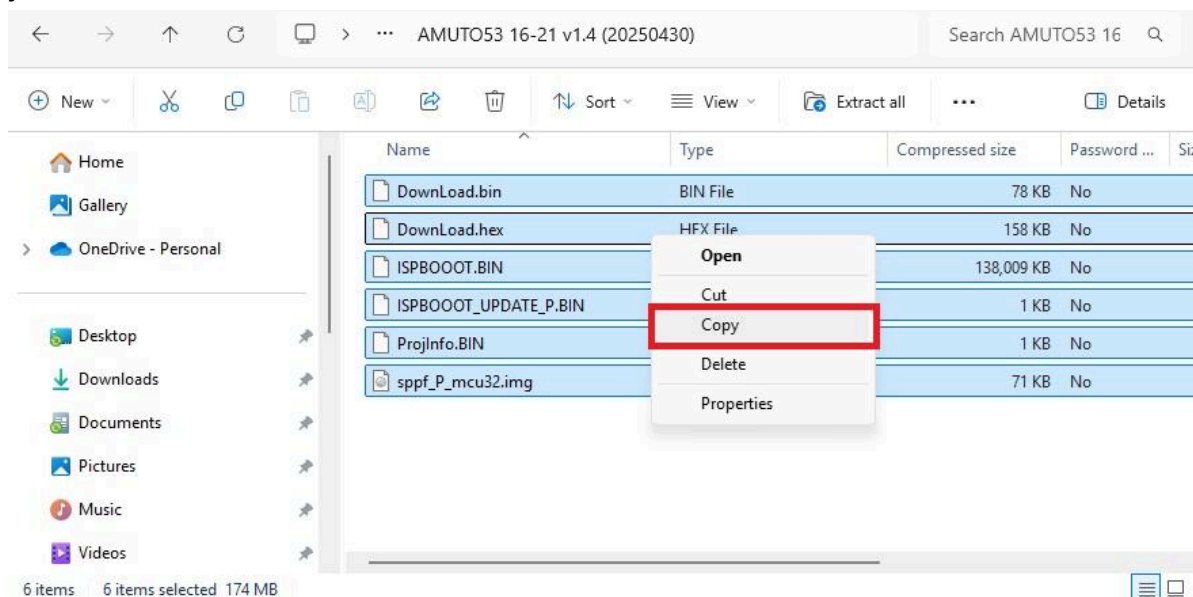 AMUTO53 16-21 v1.4 (20250430) Search AMUTO53 16
New Sort View Extract all Details
Name Type Compressed size Password ...
Home
Gallery
OneDrive - Personal
Desktop
Downloads
Documents
Pictures
Music
Videos
DownLoad.bin BIN File 78 KB No
DownLoad.hex HEX File 158 KB No
ISPBOOOT.BIN 138,009 KB No
ISPBOOOT_UPDATE_P.BIN 1 KB No
ProjInfo.BIN 1 KB No
sppf_P_mcu32.img 71 KB No
Open
Cut
Copy
Delete
Properties
6 items 6 items selected 174 MB